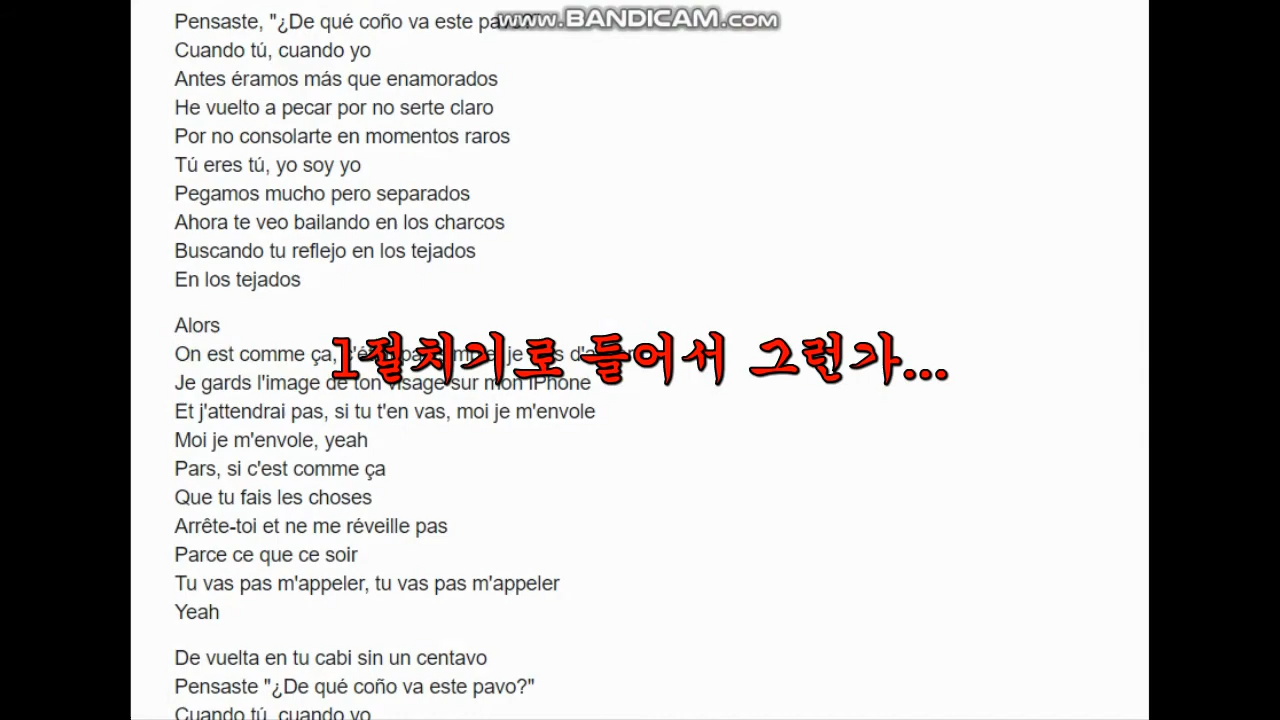 www.BANDICAM.com
Pensaste, "¿De qué coño va este
Cuando tú, cuando yo
Antes éramos más que enamorados
He vuelto a pecar por no serte claro
Por no consolarte en momentos raros
Tú eres tú, yo soy yo
Pegamos mucho pero separados
Ahora te veo bailando en los charcos
Buscando tu reflejo en los tejados
En los tejados
Alors
On est comme ça, je
1절치기로 들어서 그런가...
Je gards l'image de ton visage sur mon iPhone
Et j'attendrai pas, si tu t'en vas, moi je m'envole
Moi je m'envole, yeah
Pars, si c'est comme ça
Que tu fais les choses
Arrête-toi et ne me réveille pas
Parce ce que ce soir
Tu vas pas m'appeler, tu vas pas m'appeler
Yeah
De vuelta en tu cabi sin un centavo
Pensaste "¿De qué coño va este pavo?"
Cuando tú, cuando yo